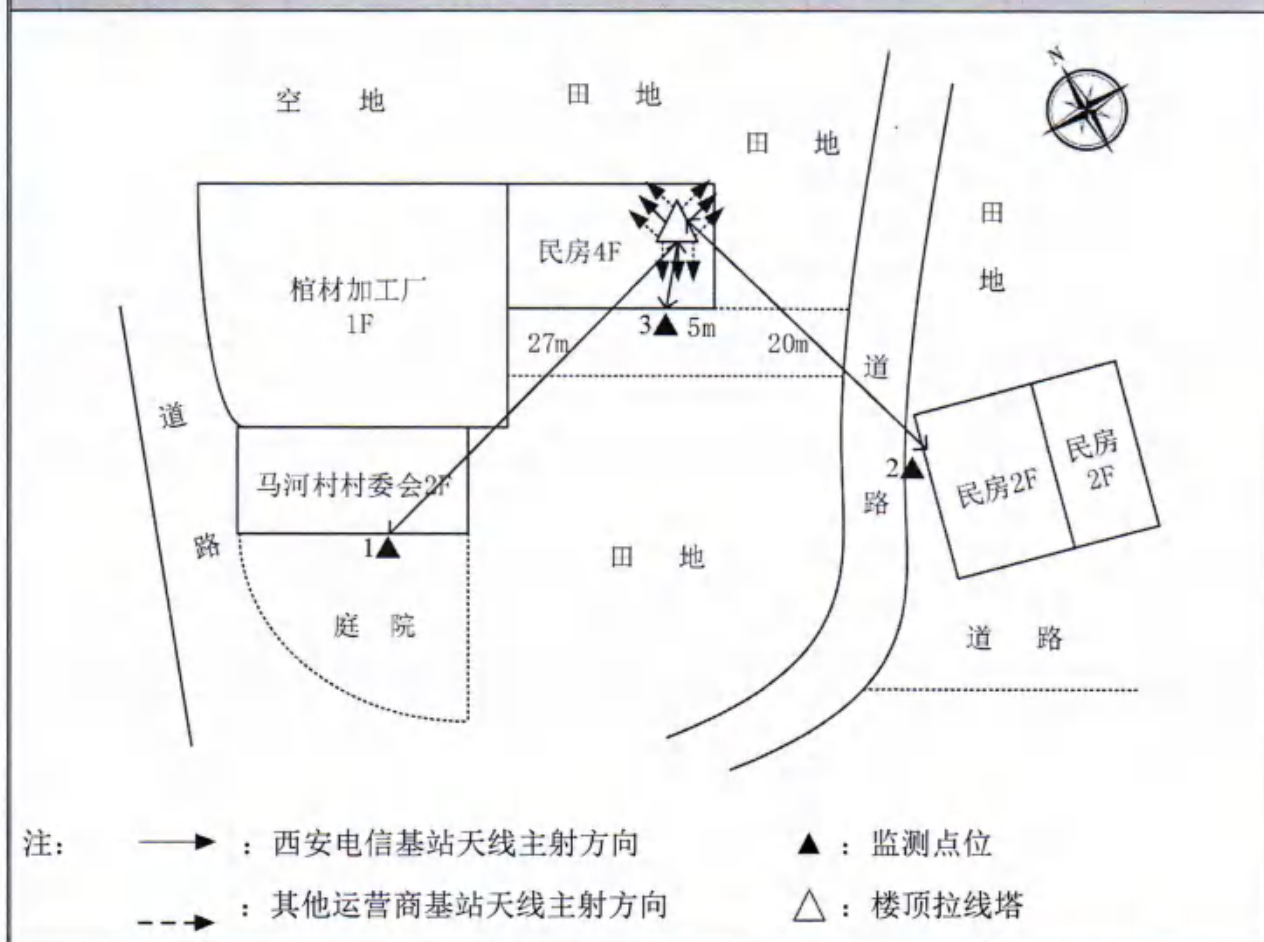 N
空 地
田 地
田 地
田
地
民房4F
棺材加工厂
1F
3
5m
27m
20m
道
路
道
路
马河村村委会2F
2
民房2F
民房
2F
1
田 地
庭 院
道 路
注：
：西安电信基站天线主射方向
：监测点位
：其他运营商基站天线主射方向
：楼顶拉线塔